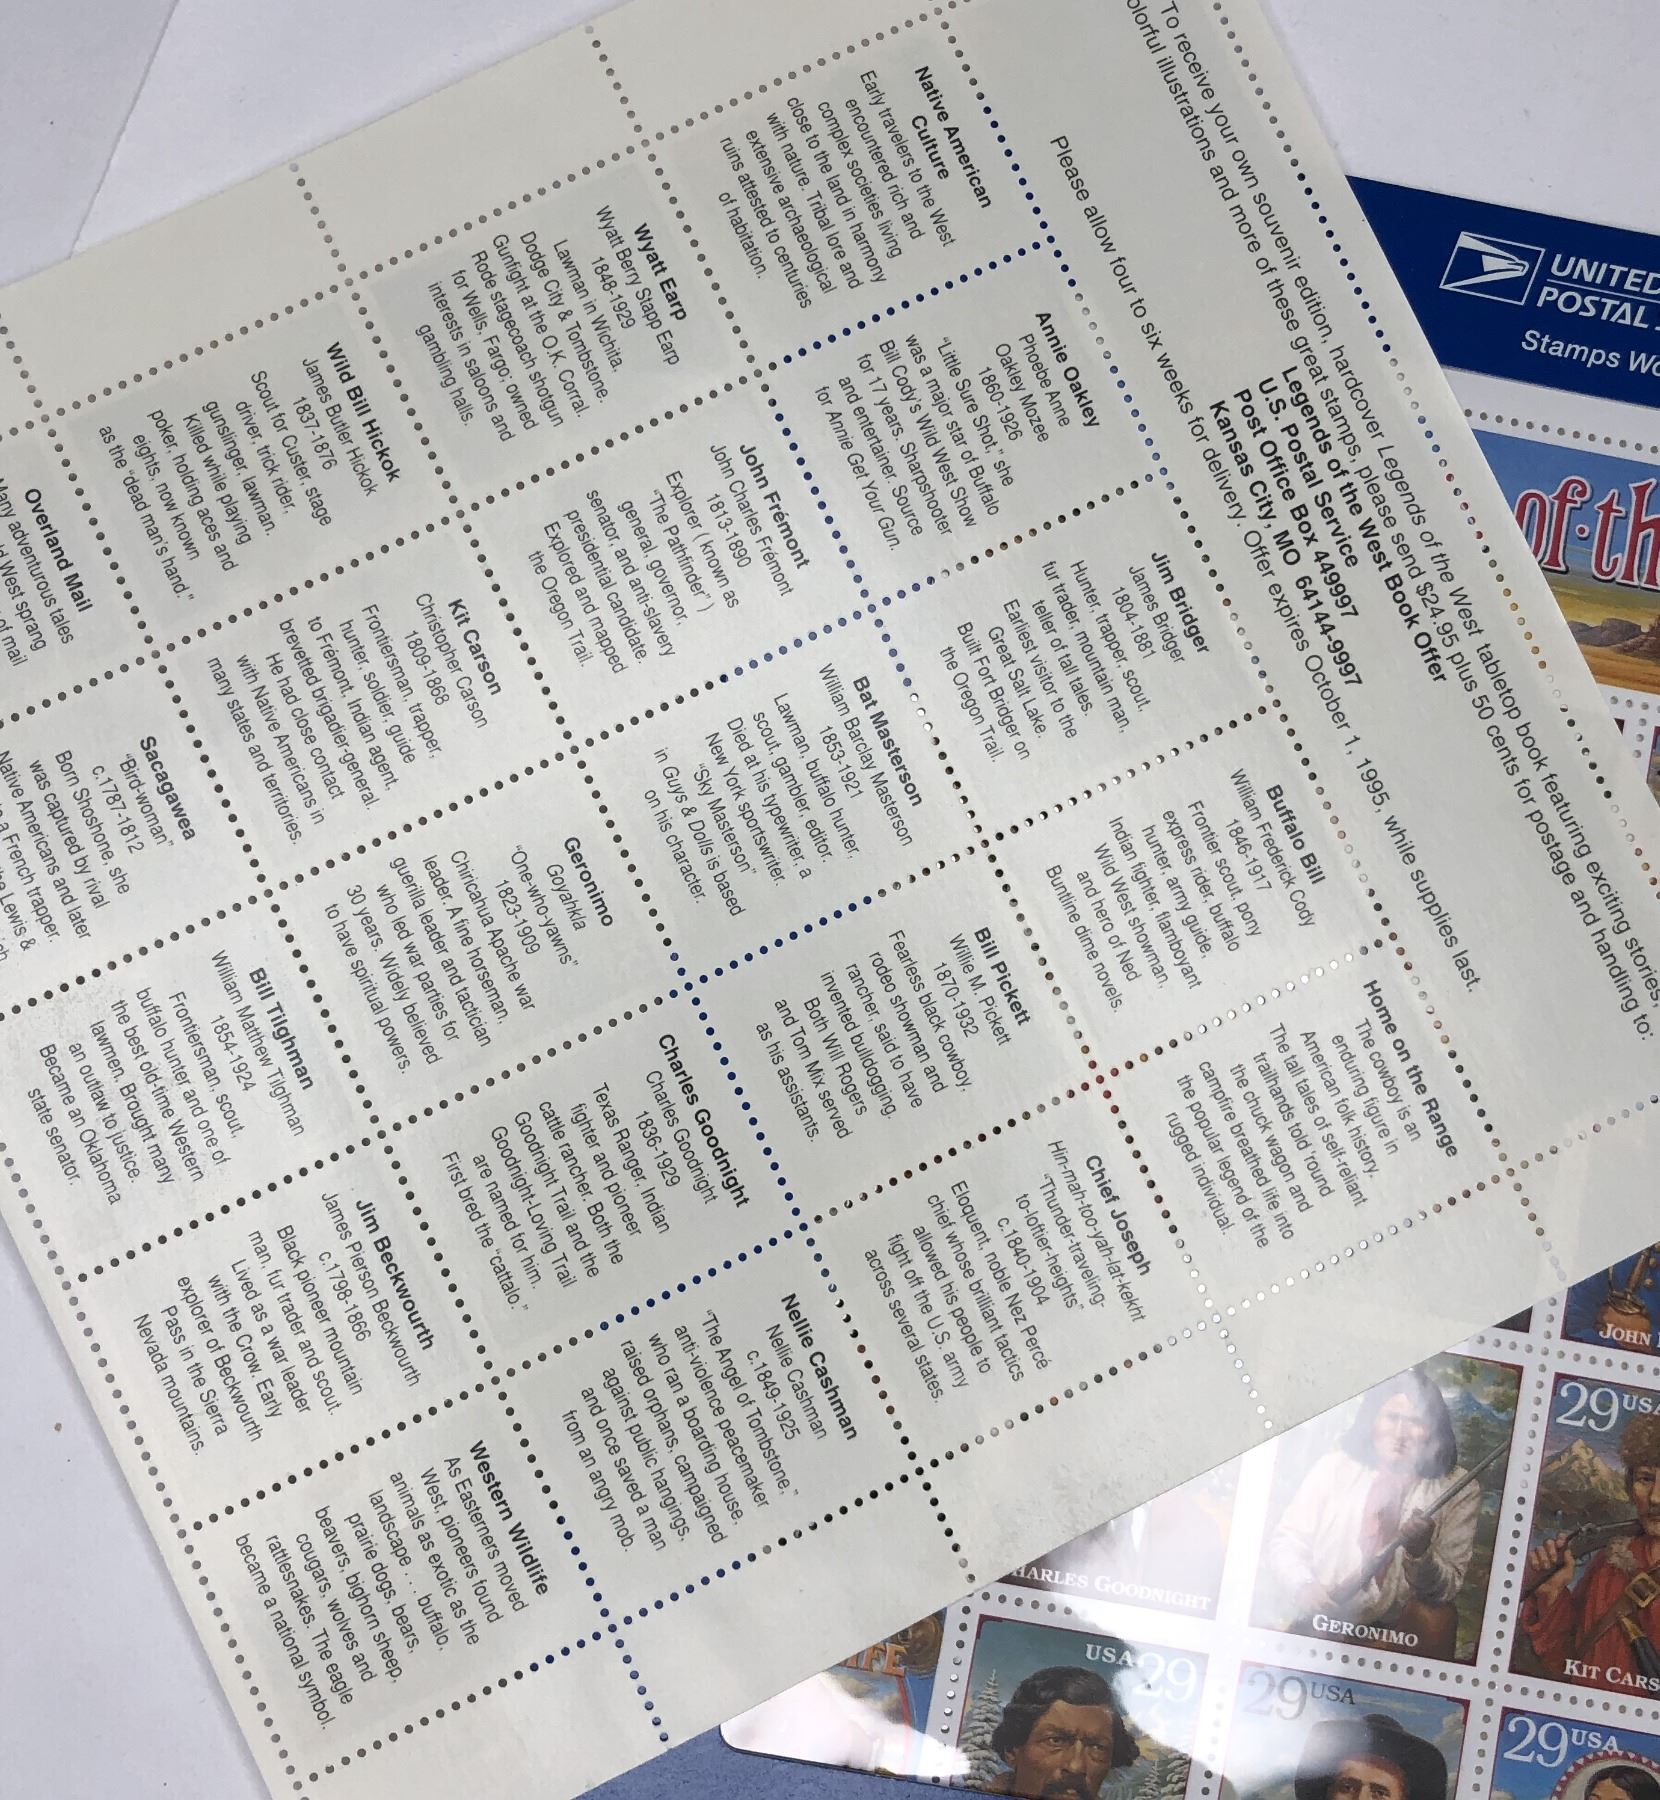 To receive your own souvenir edition, hardcover Legends of the West tabletop book featuring exciting stories,
colorful illustrations and more of these great stamps, please send $24.95 plus 50 cents for postage and handling to:
Legends of the West Book Offer
U.S. Postal Service
Post Office Box 449997
Kansas City, MO 64144-9997
Please allow four to six weeks for delivery. Offer expires October 1, 1995, while supplies last.
Native American
Culture
Early travelers to the West
encountered rich and
complex societies living
close to the land in harmony
with nature. Tribal lore and
extensive archaeological
ruins attested to centuries
of habitation.
Annie Oakley
Phoebe Anne
Oakley Mozee
1860-1926
"Little Sure Shot," she
was a major star of Buffalo
Bill Cody's Wild West Show
for 17 years. Sharpshooter
and entertainer. Source
for Annie Get Your Gun.
Jim Bridger
James Bridger
1804-1881
Hunter, trapper, scout,
fur trader, mountain man,
teller of tall tales.
Earliest visitor to the
Great Salt Lake.
Built Fort Bridger on
the Oregon Trail.
Buffalo Bill
William Frederick Cody
1846-1917
Frontier scout, pony
express rider, buffalo
hunter, army guide,
Indian fighter, flamboyant
Wild West showman,
and hero of Ned
Buntline dime novels.
Home on the Range
The cowboy is an
enduring figure in
American folk history.
The tall tales of self-reliant
trailhands told 'round
the chuck wagon and
campfire breathed life into
the popular legend of the
rugged individual.
Wyatt Earp
Wyatt Berry Stapp Earp
1848-1929
Lawman in Wichita,
Dodge City & Tombstone.
Gunfight at the O.K. Corral.
Rode stagecoach shotgun
for Wells, Fargo; owned
interests in saloons and
gambling halls.
John Frémont
John Charles Frémont
1813-1890
Explorer ( known as
"The Pathfinder" )
general, governor,
senator, and anti-slavery
presidential candidate.
Explored and mapped
the Oregon Trail.
Bat Masterson
William Barclay Masterson
1853-1921
Lawman, buffalo hunter,
scout, gambler, editor.
Died at his typewriter, a
New York sportswriter.
"Sky Masterson"
in Guys & Dolls is based
on his character.
Bill Pickett
Willie M. Pickett
1870-1932
Fearless black cowboy,
rodeo showman and
rancher, said to have
invented bulldogging.
Both Will Rogers
and Tom Mix served
as his assistants.
Chief Joseph
Hin-mah-too-yah-lat-kekht
"Thunder-traveling-
to-loftier-heights"
c.1840-1904
Eloquent, noble Nez Percé
chief whose brilliant tactics
allowed his people to
fight off the U.S. army
across several states.
Wild Bill Hickok
James Butler Hickok
1837-1876
Scout for Custer, stage
driver, trick rider,
gunslinger, lawman.
Killed while playing
poker, holding aces and
eights, now known
as the "dead man's hand."
Kit Carson
Christopher Carson
1809-1868
Frontiersman, trapper,
hunter, soldier, guide
to Frémont, Indian agent,
brevetted brigadier-general.
He had close contact
with Native Americans in
many states and territories.
Geronimo
Goyahkla
"One-who-yawns"
1823-1909
Chiricahua Apache war
leader. A fine horseman,
guerilla leader and tactician
who led war parties for
30 years. Widely believed
to have spiritual powers.
Charles Goodnight
Charles Goodnight
1836-1929
Texas Ranger, Indian
fighter and pioneer
cattle rancher. Both the
Goodnight Trail and the
Goodnight-Loving Trail
are named for him.
First bred the "cattalo."
Nellie Cashman
Nellie Cashman
c.1849-1925
"The Angel of Tombstone,"
anti-violence peacemaker
who ran a boarding house,
raised orphans, campaigned
against public hangings,
and once saved a man
from an angry mob.
Overland Mail
Many adventurous tales
West sprang
of mail
Sacagawea
"Bird-woman"
c.1787-1812
Born Shoshone, she
was captured by rival
Native Americans and later
a French trapper.
Lewis &
Bill Tilghman
William Matthew Tilghman
1854-1924
Frontiersman, scout,
buffalo hunter and one of
the best old-time Western
lawmen. Brought many
an outlaw to justice.
Became an Oklahoma
state senator.
Jim Beckwourth
James Pierson Beckwourth
c.1798-1866
Black pioneer mountain
man, fur trader and scout.
Lived as a war leader
with the Crow. Early
explorer of Beckwourth
Pass in the Sierra
Nevada mountains.
Western Wildlife
As Easterners moved
West, pioneers found
animals as exotic as the
landscape . . . . buffalo,
prairie dogs, bears,
beavers, bighorn sheep,
cougars, wolves and
rattlesnakes. The eagle
became a national symbol.
UNITED
POSTAL
Stamps
of·th
JOHN
29 USA
CHARLES GOODNIGHT
GERONIMO
KIT CARS
USA 29
29 USA
29 USA